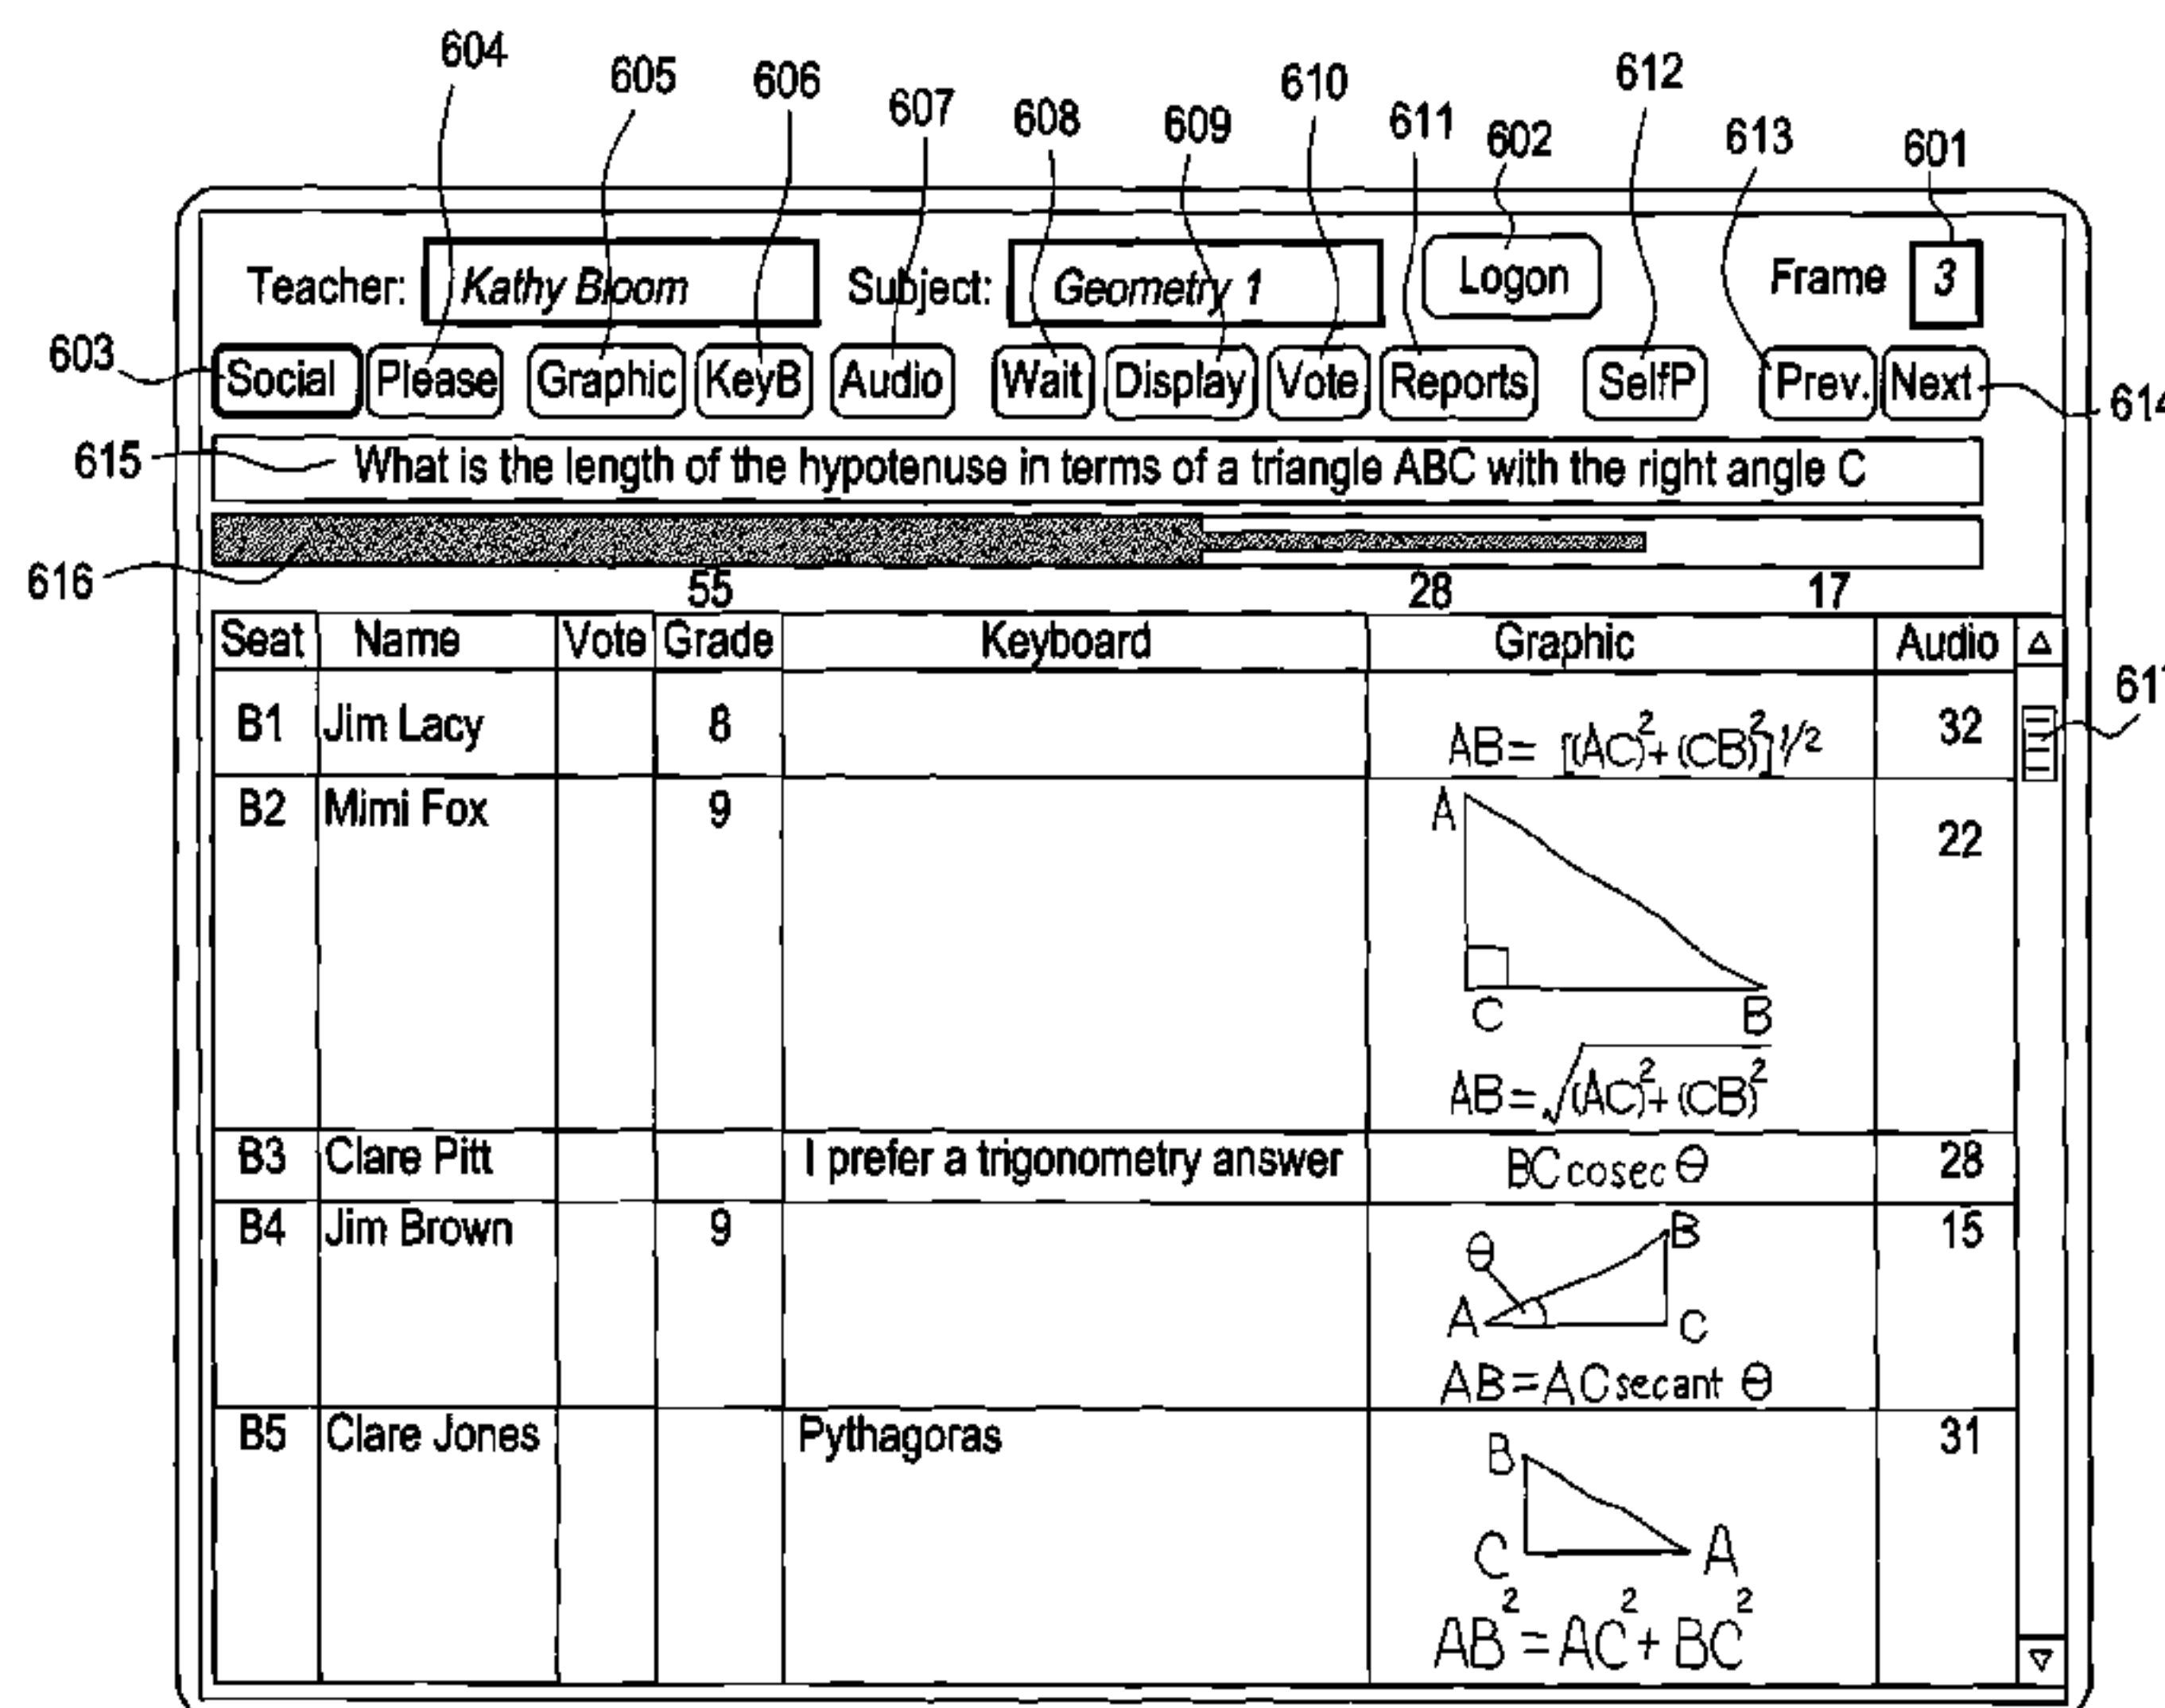 604
605
606
607
608
609
610
611
602
612
613
601
Teacher: Kathy Bloom Subject: Geometry 1 Logon Frame 3
603 Social Please Graphic KeyB Audio Wait Display Vote Reports SelfP Prev. Next 614
615 What is the length of the hypotenuse in terms of a triangle ABC with the right angle C
616
55 28 17
Seat Name Vote Grade Keyboard Graphic Audio
B1 Jim Lacy 8 AB= [(AC)²+(CB)²]1/2 32
B2 Mimi Fox 9 A 22
C B
AB=√(AC)²+(CB)²
B3 Clare Pitt I prefer a trigonometry answer BC cosec θ 28
B4 Jim Brown 9 θ B 15
A C
AB=AC secant θ
B5 Clare Jones Pythagoras B 31
C A
AB²=AC²+BC²